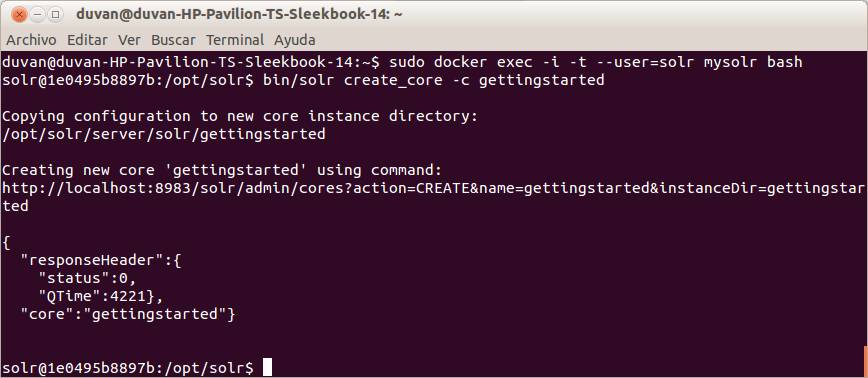 duvan@duvan-HP-Pavilion-TS-Sleekbook-14: ~
Archivo Editar Ver Buscar Terminal Ayuda
duvan@duvan-HP-Pavilion-TS-Sleekbook-14:~$ sudo docker exec -i -t --user=solr mysolr bash
solr@1e0495b8897b:/opt/solr$ bin/solr create_core -c gettingstarted
Copying configuration to new core instance directory:
/opt/solr/server/solr/gettingstarted
Creating new core 'gettingstarted' using command:
http://localhost:8983/solr/admin/cores?action=CREATE&name=gettingstarted&instanceDir=gettingstar
ted
{
  "responseHeader":{
    "status":0,
    "QTime":4221},
  "core":"gettingstarted"}
solr@1e0495b8897b:/opt/solr$